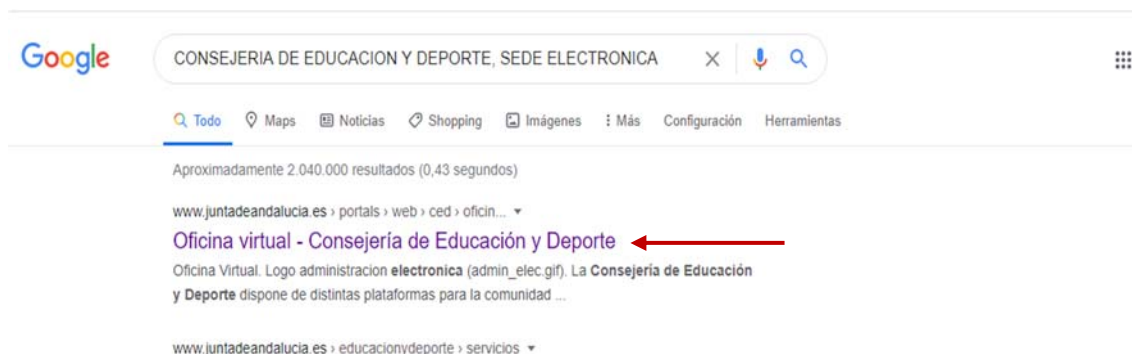 Google
CONSEJERIA DE EDUCACION Y DEPORTE, SEDE ELECTRONICA
Todo Maps Noticias Shopping Imágenes Más Configuración Herramientas
Aproximadamente 2.040.000 resultados (0,43 segundos)
www.juntadeandalucia.es › portals › web › ced › oficin...
Oficina virtual - Consejería de Educación y Deporte
Oficina Virtual. Logo administracion electronica (admin_elec.gif). La Consejería de Educación
y Deporte dispone de distintas plataformas para la comunidad ...
www.juntadeandalucia.es › educacionydeporte › servicios